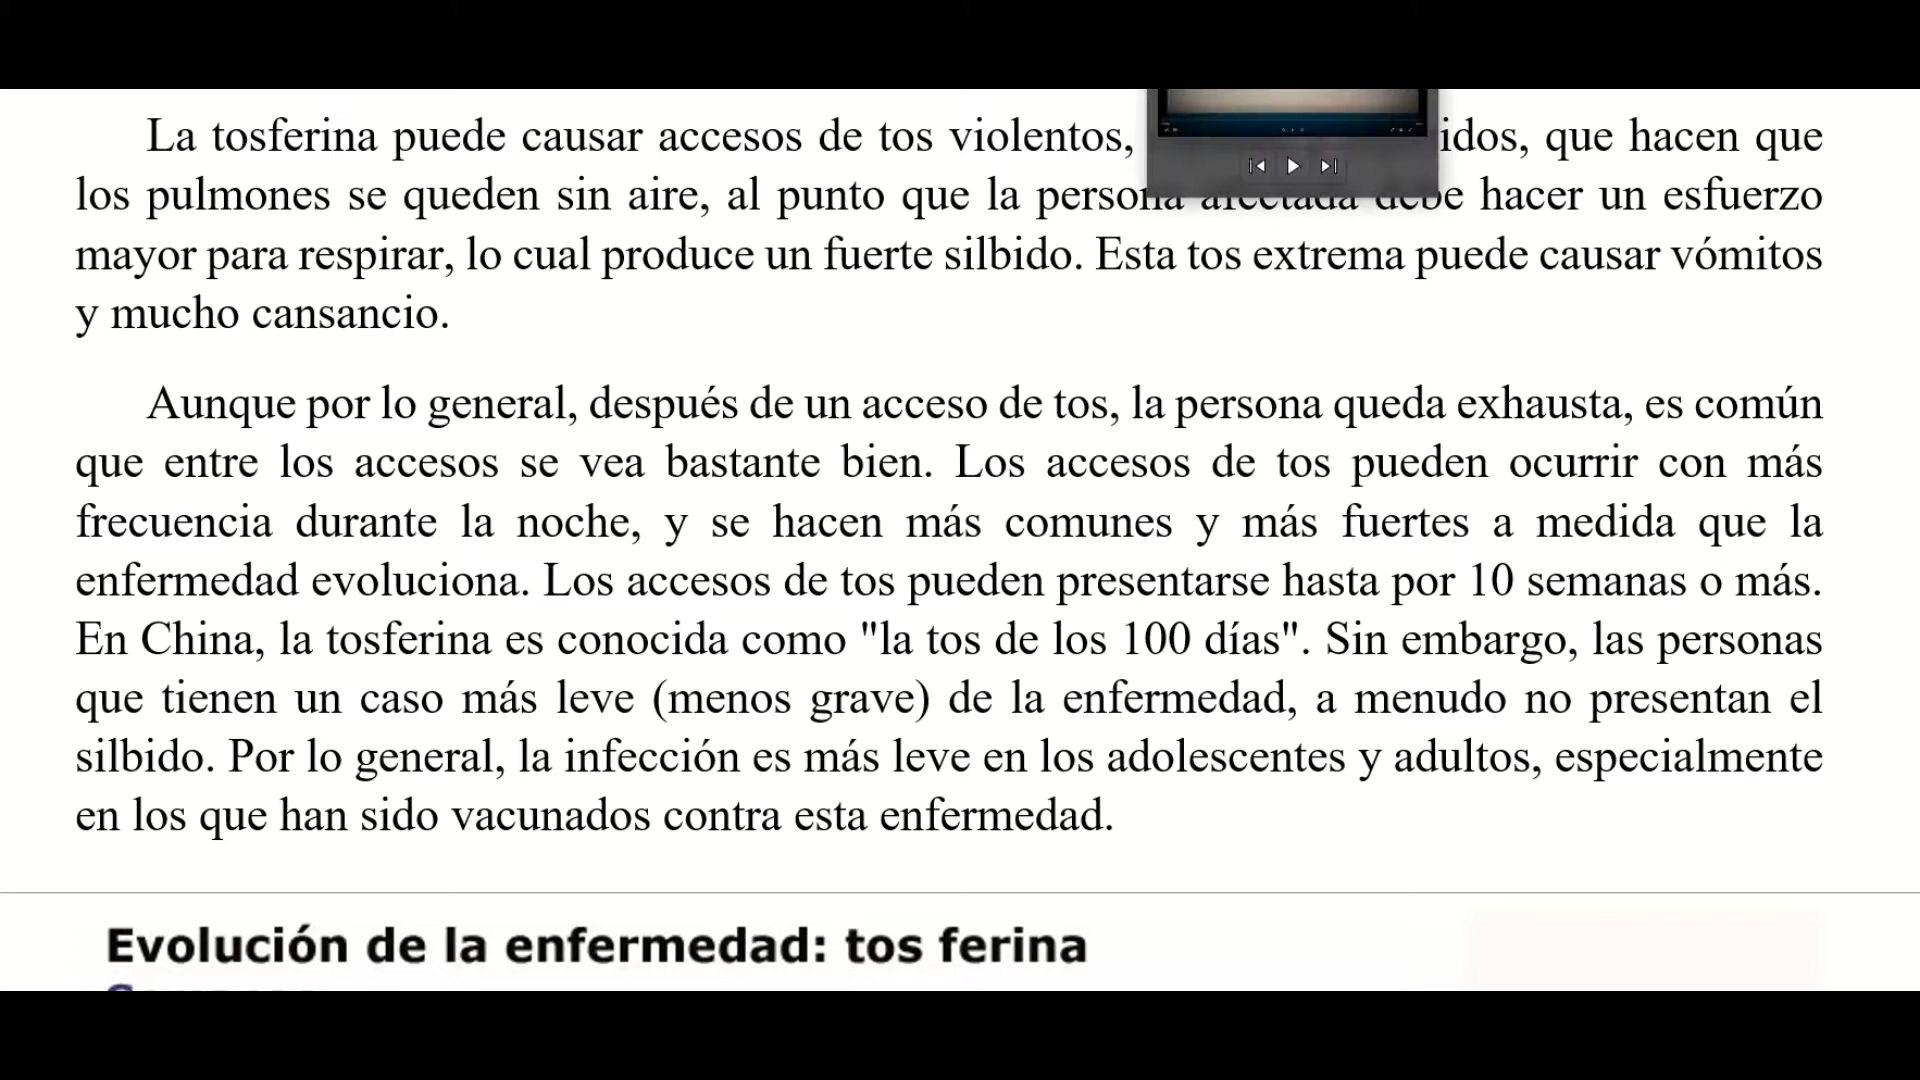 La tosferina puede causar accesos de tos violentos, idos, que hacen que
los pulmones se queden sin aire, al punto que la persona afectada debe hacer un esfuerzo
mayor para respirar, lo cual produce un fuerte silbido. Esta tos extrema puede causar vómitos
y mucho cansancio.
Aunque por lo general, después de un acceso de tos, la persona queda exhausta, es común
que entre los accesos se vea bastante bien. Los accesos de tos pueden ocurrir con más
frecuencia durante la noche, y se hacen más comunes y más fuertes a medida que la
enfermedad evoluciona. Los accesos de tos pueden presentarse hasta por 10 semanas o más.
En China, la tosferina es conocida como "la tos de los 100 días". Sin embargo, las personas
que tienen un caso más leve (menos grave) de la enfermedad, a menudo no presentan el
silbido. Por lo general, la infección es más leve en los adolescentes y adultos, especialmente
en los que han sido vacunados contra esta enfermedad.
Evolución de la enfermedad: tos ferina